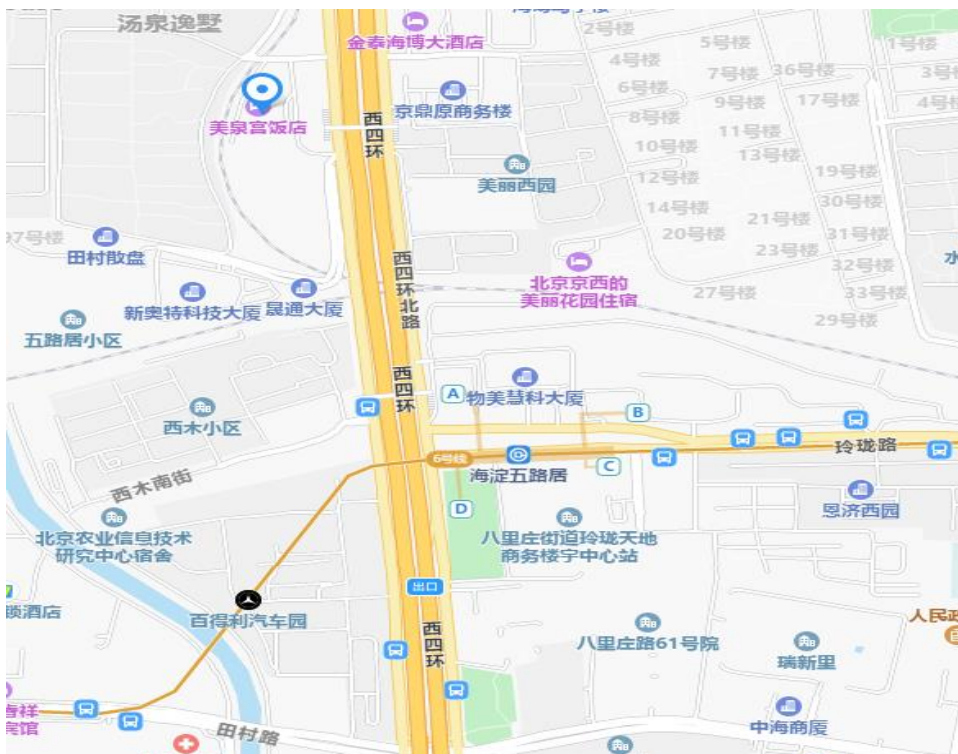 汤泉逸墅
金泰海博大酒店
2号楼
5号楼
1号楼
4号楼
7号楼
36号楼
3号楼
6号楼
美泉宫饭店
京鼎原商务楼
9号楼
17号楼
4号楼
8号楼
西四环
11号楼
10号楼
13号楼
美丽西园
12号楼
19号楼
14号楼
30号楼
97号楼
21号楼
20号楼
31号楼
田村散盘
23号楼
水
32号楼
西四环北路
北京京西的
美丽花园住宿
27号楼
33号楼
新奥特科技大厦
晟通大厦
29号楼
五路居小区
西四环
A
物美慧科大厦
B
西木小区
玲珑路
6号线
海淀五路居
C
西木南街
D
恩济西园
北京农业信息技术
研究中心宿舍
八里庄街道玲珑天地
商务楼宇中心站
出口
锁酒店
百得利汽车园
人民政
西四环
八里庄路61号院
瑞新里
吉祥
宾馆
田村路
中海商厦